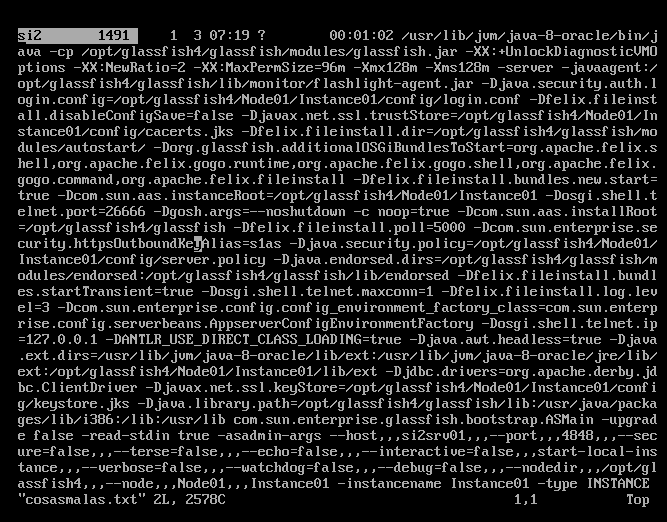 si2      1491     1  3 07:19 ?        00:01:02 /usr/lib/jvm/java-8-oracle/bin/j
ava -cp /opt/glassfish4/glassfish/modules/glassfish.jar -XX:+UnlockDiagnosticVMO
ptions -XX:NewRatio=2 -XX:MaxPermSize=96m -Xmx128m -Xms128m -server -javaagent:/
opt/glassfish4/glassfish/lib/monitor/flashlight-agent.jar -Djava.security.auth.l
ogin.config=/opt/glassfish4/Node01/Instance01/config/login.conf -Dfelix.fileinst
all.disableConfigSave=false -Djavax.net.ssl.trustStore=/opt/glassfish4/Node01/In
stance01/config/cacerts.jks -Dfelix.fileinstall.dir=/opt/glassfish4/glassfish/mo
dules/autostart/ -Dorg.glassfish.additionalOSGiBundlesToStart=org.apache.felix.s
hell,org.apache.felix.gogo.runtime,org.apache.felix.gogo.shell,org.apache.felix.
gogo.command,org.apache.felix.fileinstall -Dfelix.fileinstall.bundles.new.start=
true -Dcom.sun.aas.instanceRoot=/opt/glassfish4/Node01/Instance01 -Dosgi.shell.t
elnet.port=26666 -Dgosh.args=--noshutdown -c noop=true -Dcom.sun.aas.installRoot
=/opt/glassfish4/glassfish -Dfelix.fileinstall.poll=5000 -Dcom.sun.enterprise.se
curity.httpsOutboundKeyAlias=s1as -Djava.security.policy=/opt/glassfish4/Node01/
Instance01/config/server.policy -Djava.endorsed.dirs=/opt/glassfish4/glassfish/m
odules/endorsed:/opt/glassfish4/glassfish/lib/endorsed -Dfelix.fileinstall.bundl
es.startTransient=true -Dosgi.shell.telnet.maxconn=1 -Dfelix.fileinstall.log.lev
el=3 -Dcom.sun.enterprise.config.config_environment_factory_class=com.sun.enterp
rise.config.serverbeans.AppserverConfigEnvironmentFactory -Dosgi.shell.telnet.ip
=127.0.0.1 -DANTLR_USE_DIRECT_CLASS_LOADING=true -Djava.awt.headless=true -Djava
.ext.dirs=/usr/lib/jvm/java-8-oracle/lib/ext:/usr/lib/jvm/java-8-oracle/jre/lib/
ext:/opt/glassfish4/Node01/Instance01/lib/ext -Djdbc.drivers=org.apache.derby.jd
bc.ClientDriver -Djavax.net.ssl.keyStore=/opt/glassfish4/Node01/Instance01/confi
g/keystore.jks -Djava.library.path=/opt/glassfish4/glassfish/lib:/usr/java/packa
ges/lib/i386:/lib:/usr/lib com.sun.enterprise.glassfish.bootstrap.ASMain -upgrad
e false -read-stdin true -asadmin-args --host,,,si2srv01,,,--port,,,4848,,,--sec
ure=false,,,--terse=false,,,--echo=false,,,--interactive=false,,,start-local-ins
tance,,,--verbose=false,,,--watchdog=false,,,--debug=false,,,--nodedir,,,/opt/gl
assfish4,,,--node,,,Node01,,,Instance01 -instancename Instance01 -type INSTANCE
"cosasmalas.txt" 2L, 2578C                                    1,1           Top